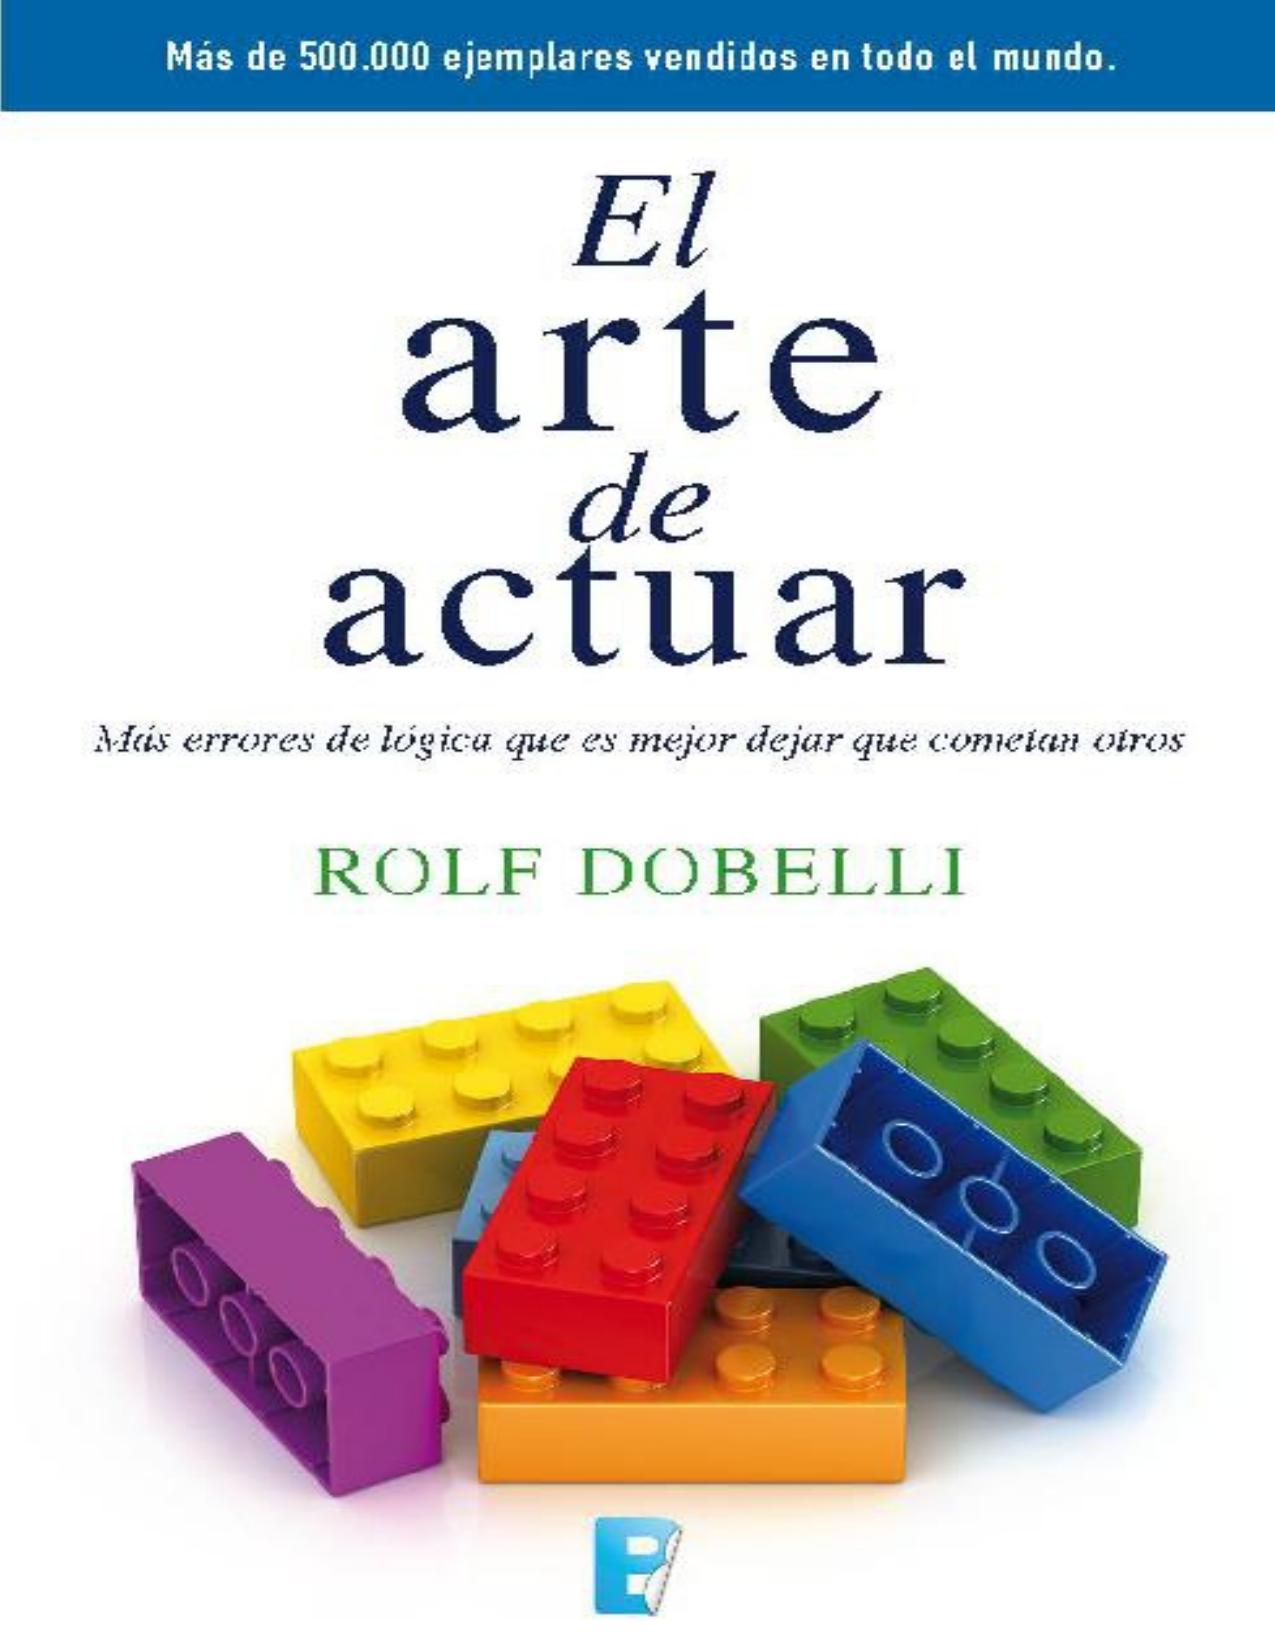 Más de 500.000 ejemplares vendidos en todo el mundo.
El
arte
de
actuar
Más errores de lógica que es mejor dejar que cometan otros
ROLF DOBELLI
B